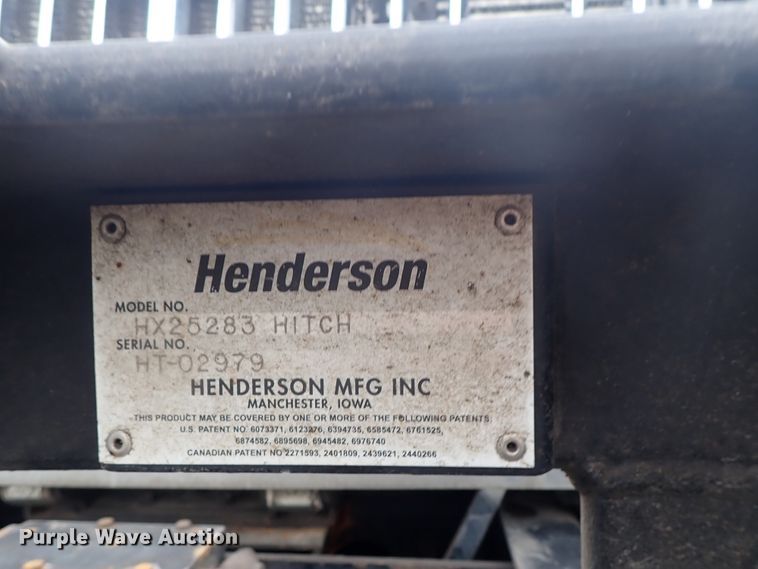 Henderson
MODEL NO.
HX25283 HITCH
SERIAL NO.
HT-02979
HENDERSON MFG INC
MANCHESTER, IOWA
THIS PRODUCT MAY BE COVERED BY ONE OR MORE OF THE FOLLOWING PATENTS.
U.S. PATENT NO. 6073371, 6123276, 6394735, 6585472, 6761525,
6874582, 6895698, 6945482, 6976740
CANADIAN PATENT NO 2271593, 2401809, 2439621, 2440266
Purple Wave Auction